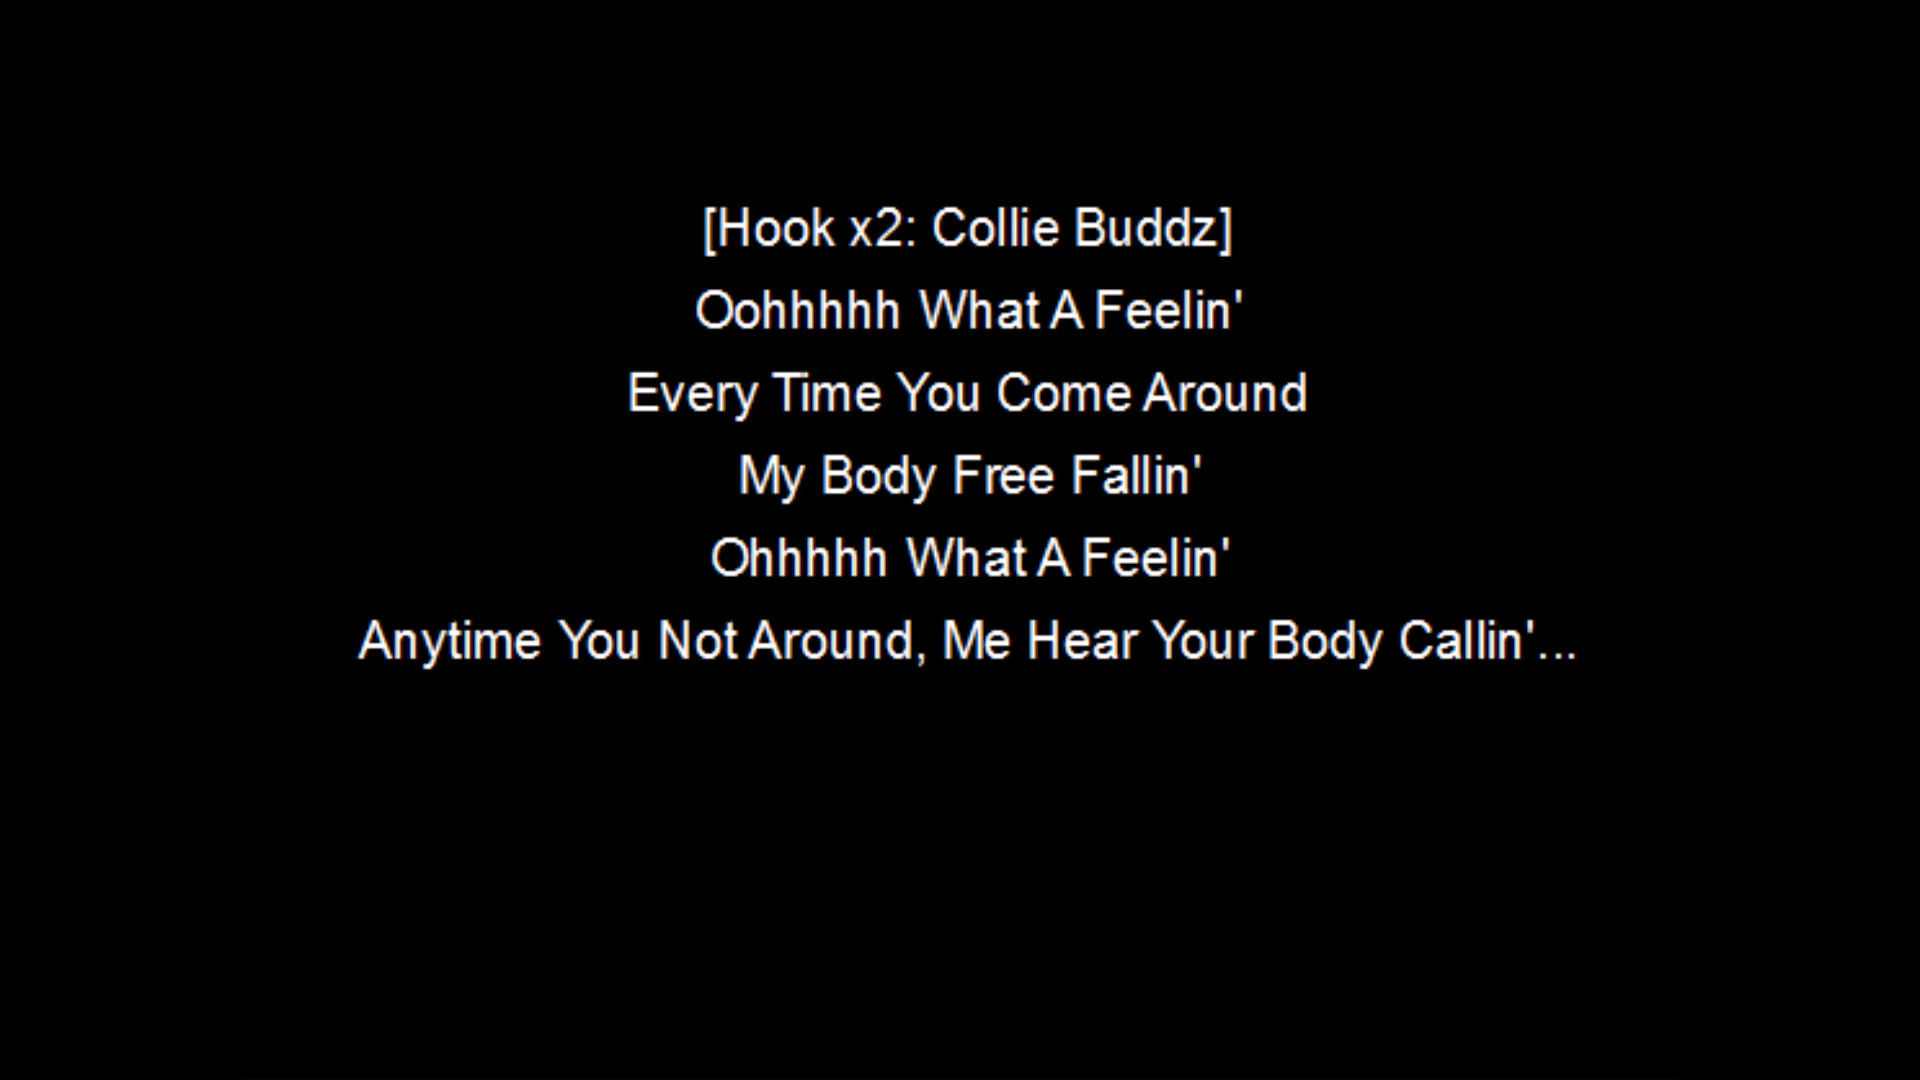 [Hook x2: Collie Buddz]
Oohhhhh What A Feelin'
Every Time You Come Around
My Body Free Fallin'
Ohhhhh What A Feelin'
Anytime You Not Around, Me Hear Your Body Callin'...